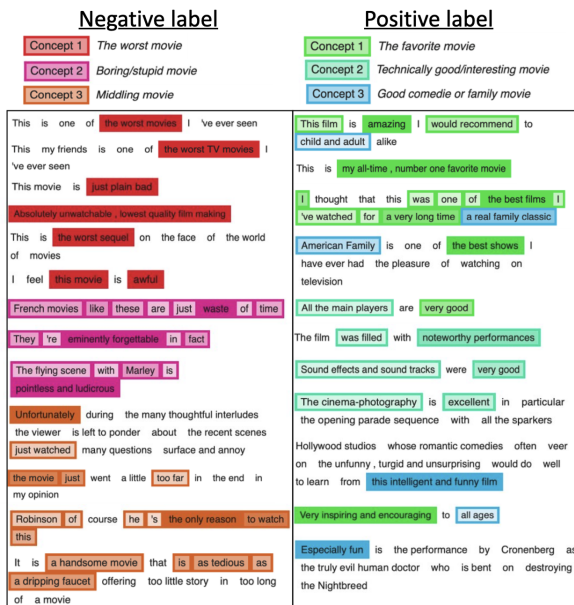 Negative label
Concept 1 The worst movie
Concept 2 Boring/stupid movie
Concept 3 Middling movie
This is one of the worst movies I 've ever seen
This my friends is one of the worst TV movies I
've ever seen
This movie is just plain bad
Absolutely unwatchable , lowest quality film making
This is the worst sequel on the face of the world
of movies
I feel this movie is awful
French movies like these are just waste of time
They 're eminently forgettable in fact
The flying scene with Marley is
pointless and ludicrous
Unfortunately during the many thoughtful interludes
the viewer is left to ponder about the recent scenes
just watched many questions surface and annoy
the movie just went a little too far in the end in
my opinion
Robinson of course he 's the only reason to watch
this
It is a handsome movie that is as tedious as
a dripping faucet offering too little story in too long
of a movie
Positive label
Concept 1 The favorite movie
Concept 2 Technically good/interesting movie
Concept 3 Good comedie or family movie
This film is amazing I would recommend to
child and adult alike
This is my all-time , number one favorite movie
I thought that this was one of the best films I
've watched for a very long time a real family classic
American Family is one of the best shows I
have ever had the pleasure of watching on
television
All the main players are very good
The film was filled with noteworthy performances
Sound effects and sound tracks were very good
The cinema-photography is excellent in particular
the opening parade sequence with all the sparkers
Hollywood studios whose romantic comedies often veer
on the unfunny , turgid and unsurprising would do well
to learn from this intelligent and funny film
Very inspiring and encouraging to all ages
Especially fun is the performance by Cronenberg as
the truly evil human doctor who is bent on destroying
the Nightbreed